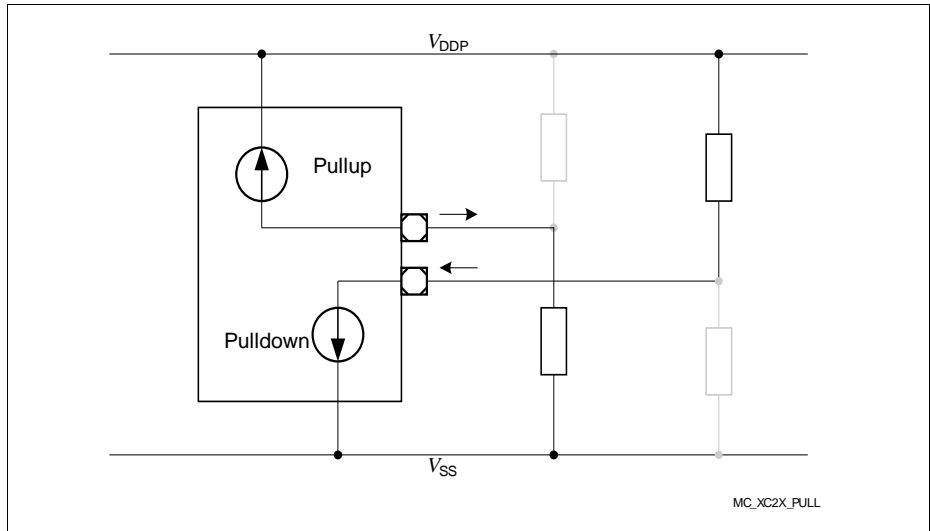 VDDP
Pullup
Pulldown
VSS
MC_XC2X_PULL